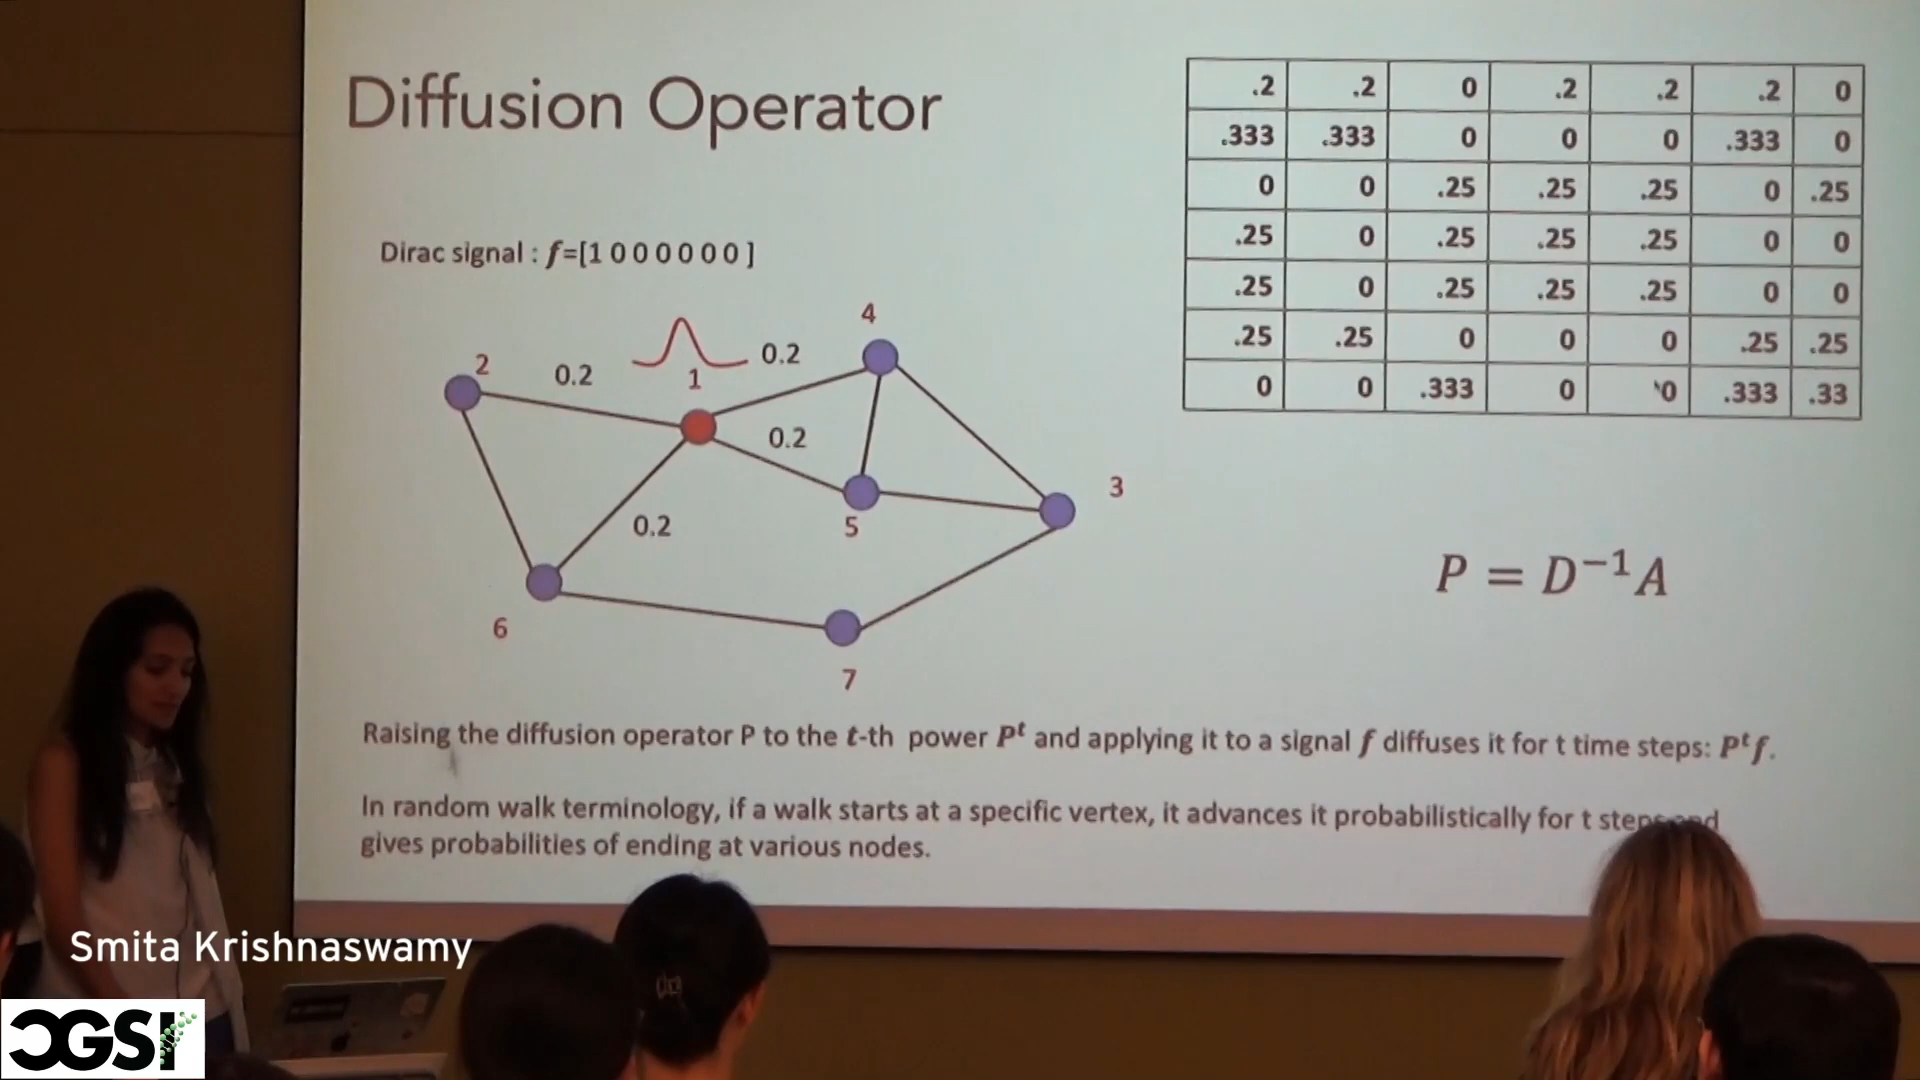 Diffusion Operator
Dirac signal : f=[1 0 0 0 0 0 0 ]
.2 .2 0 .2 .2 .2 0
.333 .333 0 0 0 .333 0
0 0 .25 .25 .25 0 .25
.25 0 .25 .25 .25 0 0
.25 0 .25 .25 .25 0 0
.25 .25 0 0 0 .25 .25
0 0 .333 0 0 .333 .33
4
2
0.2
1
0.2
0.2
3
0.2
5
6
7
P = D⁻¹A
Raising the diffusion operator P to the t-th power Pᵗ and applying it to a signal f diffuses it for t time steps: Pᵗf.
In random walk terminology, if a walk starts at a specific vertex, it advances it probabilistically for t steps and
gives probabilities of ending at various nodes.
Smita Krishnaswamy
CGSI